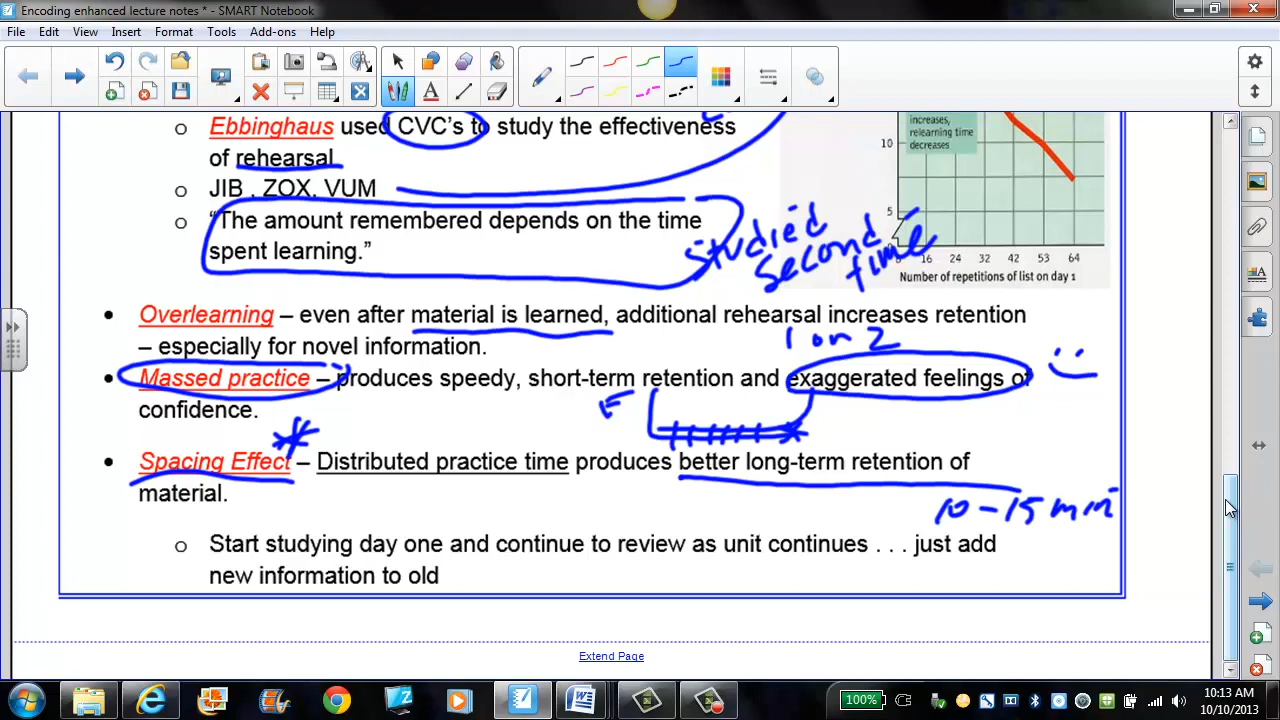 Encoding enhanced lecture notes * - SMART Notebook
File Edit View Insert Format Tools Add-ons Help
Ebbinghaus used CVC's to study the effectiveness
of rehearsal
JIB , ZOX, VUM
"The amount remembered depends on the time
spent learning."
studied
second
time
increases,
relearning time
decreases
10
5
16 24 32 42 53 64
Number of repetitions of list on day 1
Overlearning – even after material is learned, additional rehearsal increases retention
– especially for novel information.
1 on 2
Massed practice – produces speedy, short-term retention and exaggerated feelings of
confidence.
Spacing Effect – Distributed practice time produces better long-term retention of
material.
10 - 15 min
Start studying day one and continue to review as unit continues . . . just add
new information to old
Extend Page
100%
10:13 AM
10/10/2013